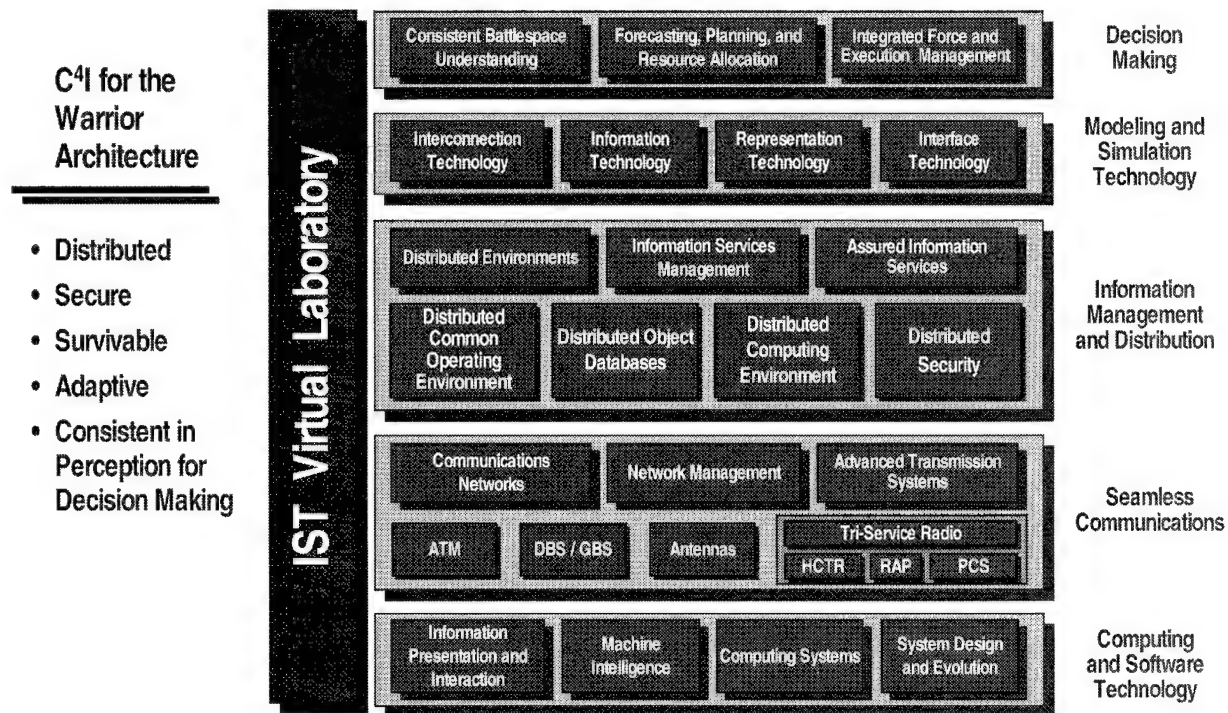 C⁴I for the
Warrior
Architecture
• Distributed
• Secure
• Survivable
• Adaptive
• Consistent in
Perception for
Decision Making
IST Virtual Laboratory
Consistent Battlespace
Understanding
Forecasting, Planning, and
Resource Allocation
Integrated Force and
Execution Management
Decision
Making
Interconnection
Technology
Information
Technology
Representation
Technology
Interface
Technology
Modeling and
Simulation
Technology
Distributed Environments
Information Services
Management
Assured Information
Services
Distributed
Common
Operating
Environment
Distributed Object
Databases
Distributed
Computing
Environment
Distributed
Security
Information
Management
and Distribution
Communications
Networks
Network Management
Advanced Transmission
Systems
ATM
DBS / GBS
Antennas
Tri-Service Radio
HCTR
RAP
PCS
Seamless
Communications
Information
Presentation and
Interaction
Machine
Intelligence
Computing Systems
System Design
and Evolution
Computing
and Software
Technology